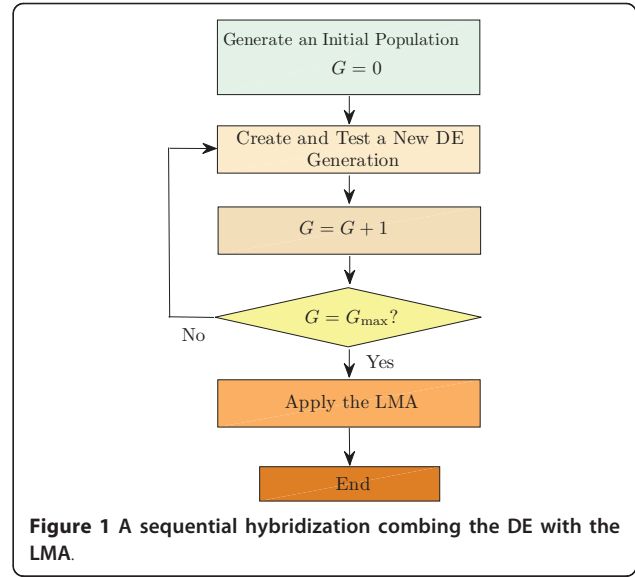 Generate an Initial Population
G = 0
Create and Test a New DE
Generation
G = G + 1
G = Gmax?
No
Yes
Apply the LMA
End
Figure 1 A sequential hybridization combing the DE with the
LMA.